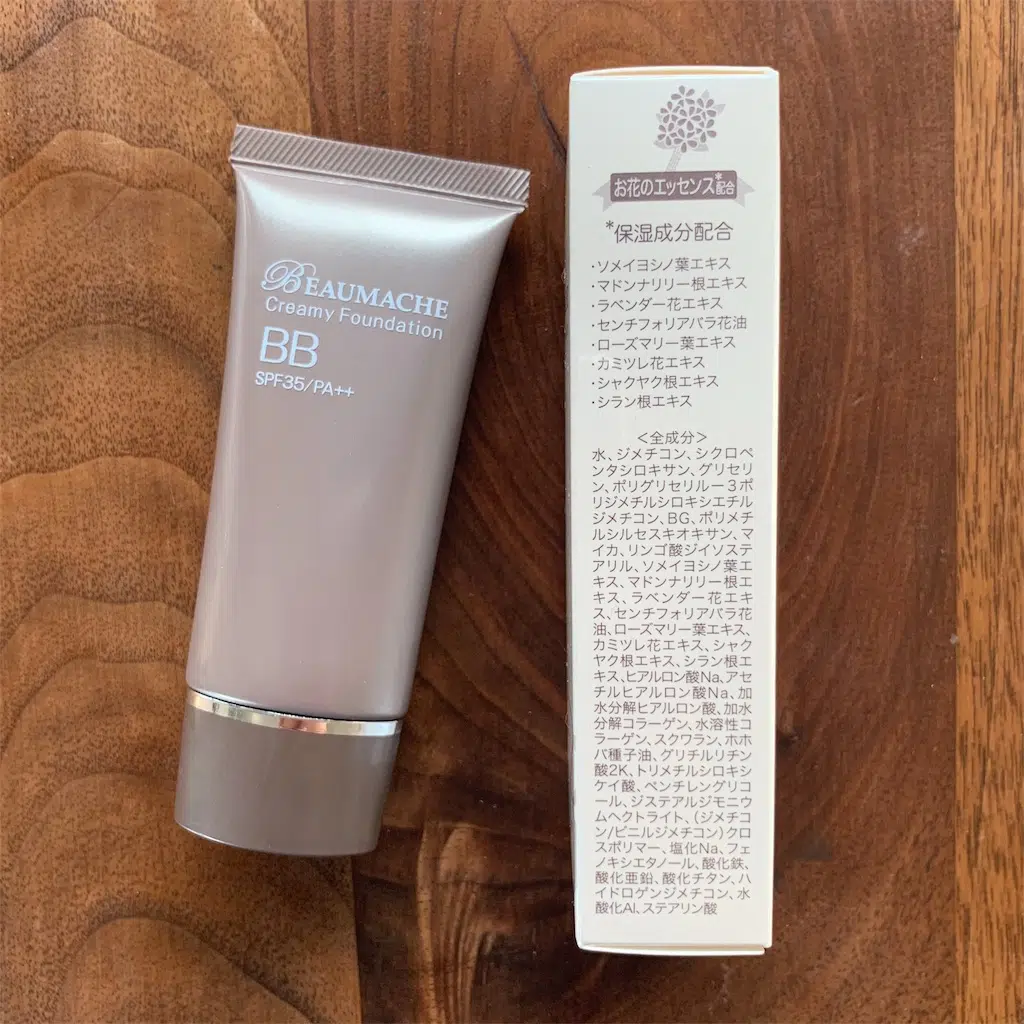 BEAUMACHE
Creamy Foundation
BB
SPF35/PA++
お花のエッセンス*配合
*保湿成分配合
・ソメイヨシノ葉エキス
・マドンナリリー根エキス
・ラベンダー花エキス
・センチフォリアバラ花油
・ローズマリー葉エキス
・カミツレ花エキス
・シャクヤク根エキス
・シラン根エキス
＜全成分＞
水、ジメチコン、シクロペ
ンタシロキサン、グリセリ
ン、ポリグリセリルー3ポ
リジメチルシロキシエチル
ジメチコン、BG、ポリメチ
ルシルセスキオキサン、マ
イカ、リンゴ酸ジイソステ
アリル、ソメイヨシノ葉エ
キス、マドンナリリー根エ
キス、ラベンダー花エキ
ス、センチフォリアバラ花
油、ローズマリー葉エキス、
カミツレ花エキス、シャク
ヤク根エキス、シラン根エ
キス、ヒアルロン酸Na、アセ
チルヒアルロン酸Na、加
水分解ヒアルロン酸、加水
分解コラーゲン、水溶性コ
ラーゲン、スクワラン、ホホ
バ種子油、グリチルリチン
酸2K、トリメチルシロキシ
ケイ酸、ペンチレングリコ
ール、ジステアルジモニウ
ムヘクトライト、(ジメチコ
ン/ビニルジメチコン)クロ
スポリマー、塩化Na、フェ
ノキシエタノール、酸化鉄、
酸化亜鉛、酸化チタン、ハ
イドロゲンジメチコン、水
酸化Al、ステアリン酸